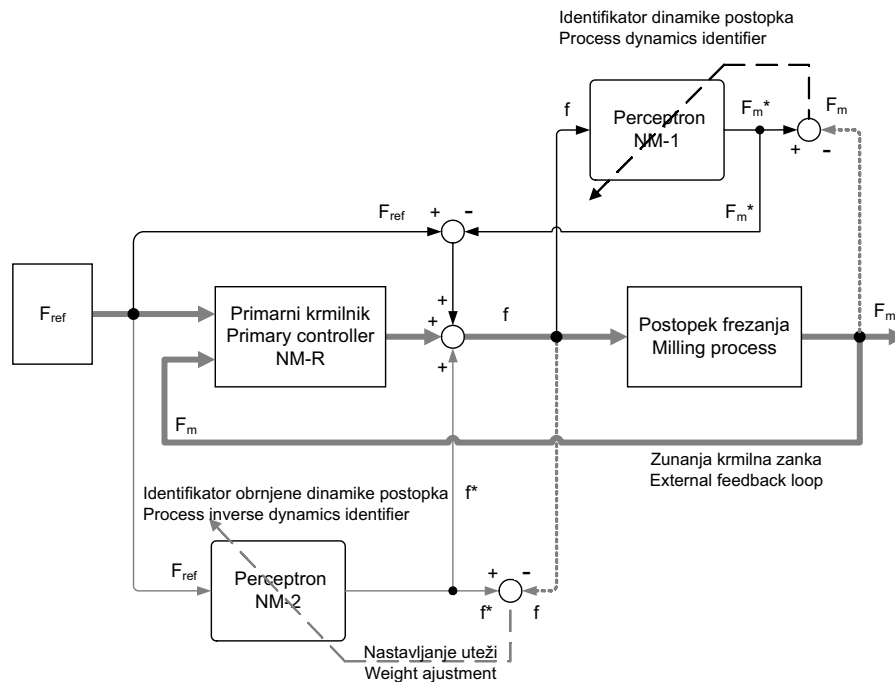 Identifikator dinamike postopka
Process dynamics identifier
f
Perceptron
NM-1
Fm*
Fm
+
-
Fm*
Fref
+
-
Fref
Primarni krmilnik
Primary controller
NM-R
+
+
+
f
Postopek frezanja
Milling process
Fm
Fm
Zunanja krmilna zanka
External feedback loop
Identifikator obrnjene dinamike postopka
Process inverse dynamics identifier
f*
Fref
Perceptron
NM-2
+
-
f*
f
Nastavljanje uteži
Weight ajustment